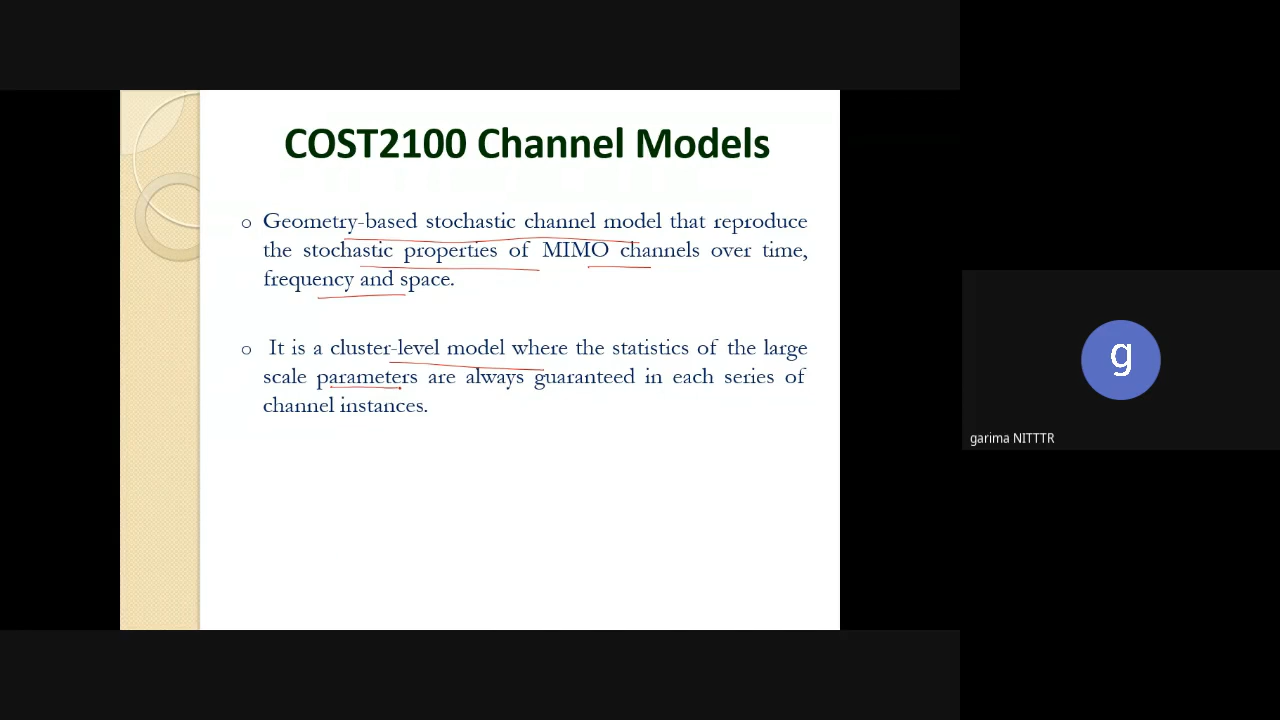 COST2100 Channel Models
o Geometry-based stochastic channel model that reproduce
the stochastic properties of MIMO channels over time,
frequency and space.
o It is a cluster-level model where the statistics of the large
scale parameters are always guaranteed in each series of
channel instances.
g
garima NITTTR